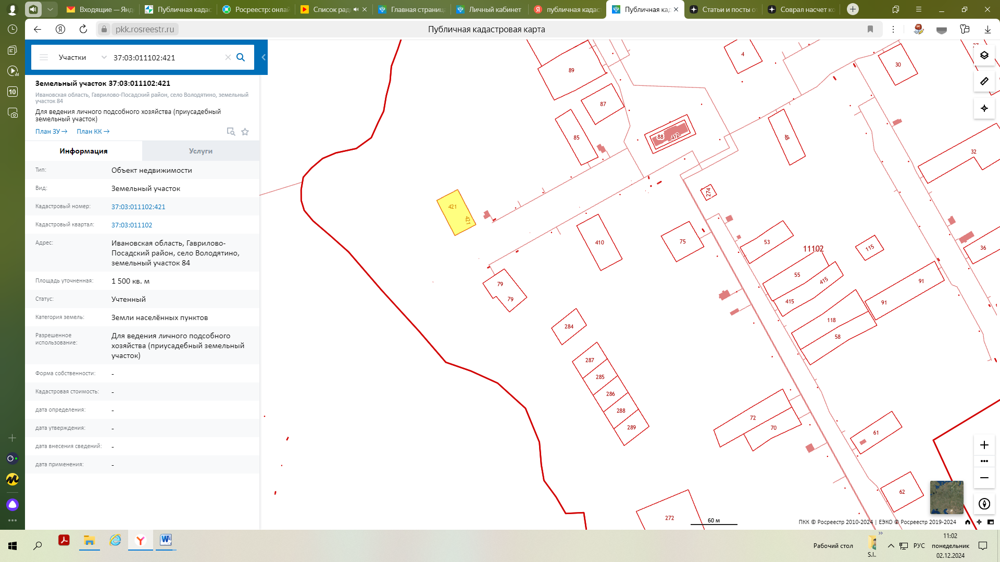 Входящие — Янд
Публичная кадас
Росреестр: онлай
Список рад
Главная страниц
Личный кабинет
публичная кадаст
Публичная кад
Статьи и посты о
Соврал насчет ко
pkk.rosreestr.ru
Публичная кадастровая карта
Участки
37:03:011102:421
Земельный участок 37:03:011102:421
Ивановская область, Гаврилово-Посадский район, село Володятино, земельный
участок 84
Для ведения личного подсобного хозяйства (приусадебный
земельный участок)
План ЗУ →
План КК →
Информация
Услуги
Тип:
Объект недвижимости
Вид:
Земельный участок
Кадастровый номер:
37:03:011102:421
Кадастровый квартал:
37:03:011102
Адрес:
Ивановская область, Гаврилово-
Посадский район, село Володятино,
земельный участок 84
Площадь уточненная:
1 500 кв. м
Статус:
Учтенный
Категория земель:
Земли населённых пунктов
Разрешенное
использование:
Для ведения личного подсобного
хозяйства (приусадебный земельный
участок)
Форма собственности:
-
Кадастровая стоимость:
-
дата определения:
-
дата утверждения:
-
дата внесения сведений:
-
дата применения:
-
10
89
4
30
87
85
88
412
48
32
274
421
421
410
75
53
11102
115
36
55
415
415
91
91
79
79
118
58
284
287
285
286
288
289
72
70
61
62
272
60 м
ПКК © Росреестр 2010-2024 | ЕЭКО © Росреестр 2019-2024
Рабочий стол
S.I..
РУС
11:02
понедельник
02.12.2024